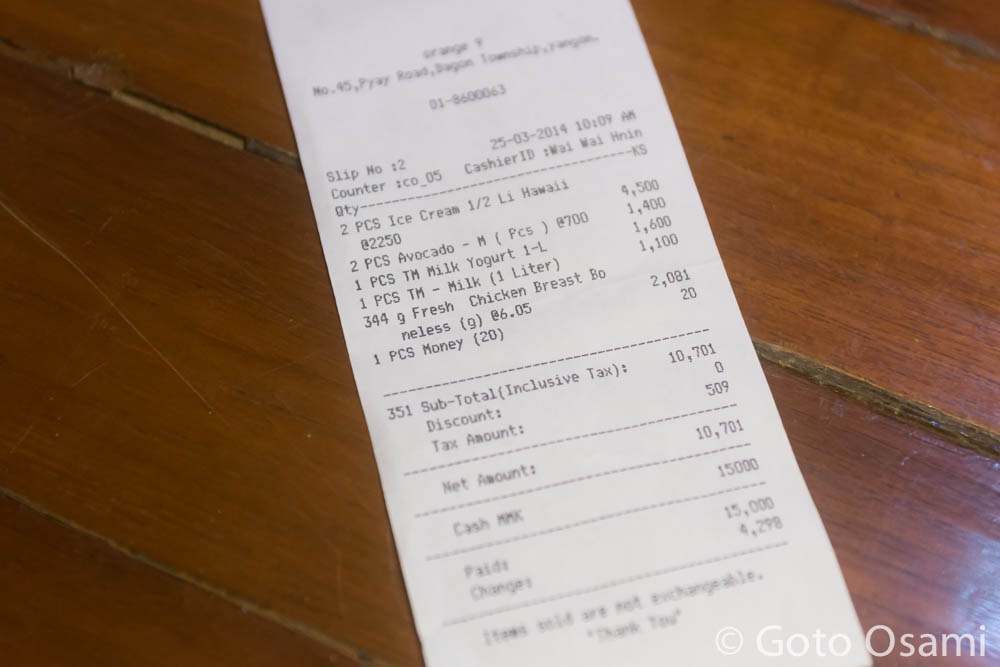 Orange 9
No.45,Pyay Road,Dagon Township,Yangon.
01-8600063
25-03-2014 10:09 AM
Slip No :2
Counter :co_05 CashierID :Wai Wai Hnin
Qty KS
2 PCS Ice Cream 1/2 Li Hawaii 4,500
@2250
2 PCS Avocado - M ( Pcs ) @700 1,400
1 PCS TM Milk Yogurt 1-L 1,600
1 PCS TM - Milk (1 Liter) 1,100
344 g Fresh Chicken Breast Bo 2,081
neless (g) @6.05
1 PCS Money (20) 20
351 Sub-Total(Inclusive Tax): 10,701
Discount: 0
Tax Amount: 509
Net Amount: 10,701
Cash MMK 15000
Paid: 15,000
Change: 4,298
Items sold are not exchangeable.
"Thank You"
© Goto Osami